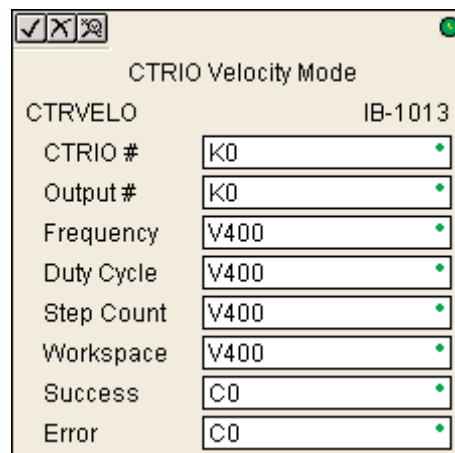 CTRIO Velocity Mode
CTRVELO IB-1013
CTRIO # K0
Output # K0
Frequency V400
Duty Cycle V400
Step Count V400
Workspace V400
Success C0
Error C0